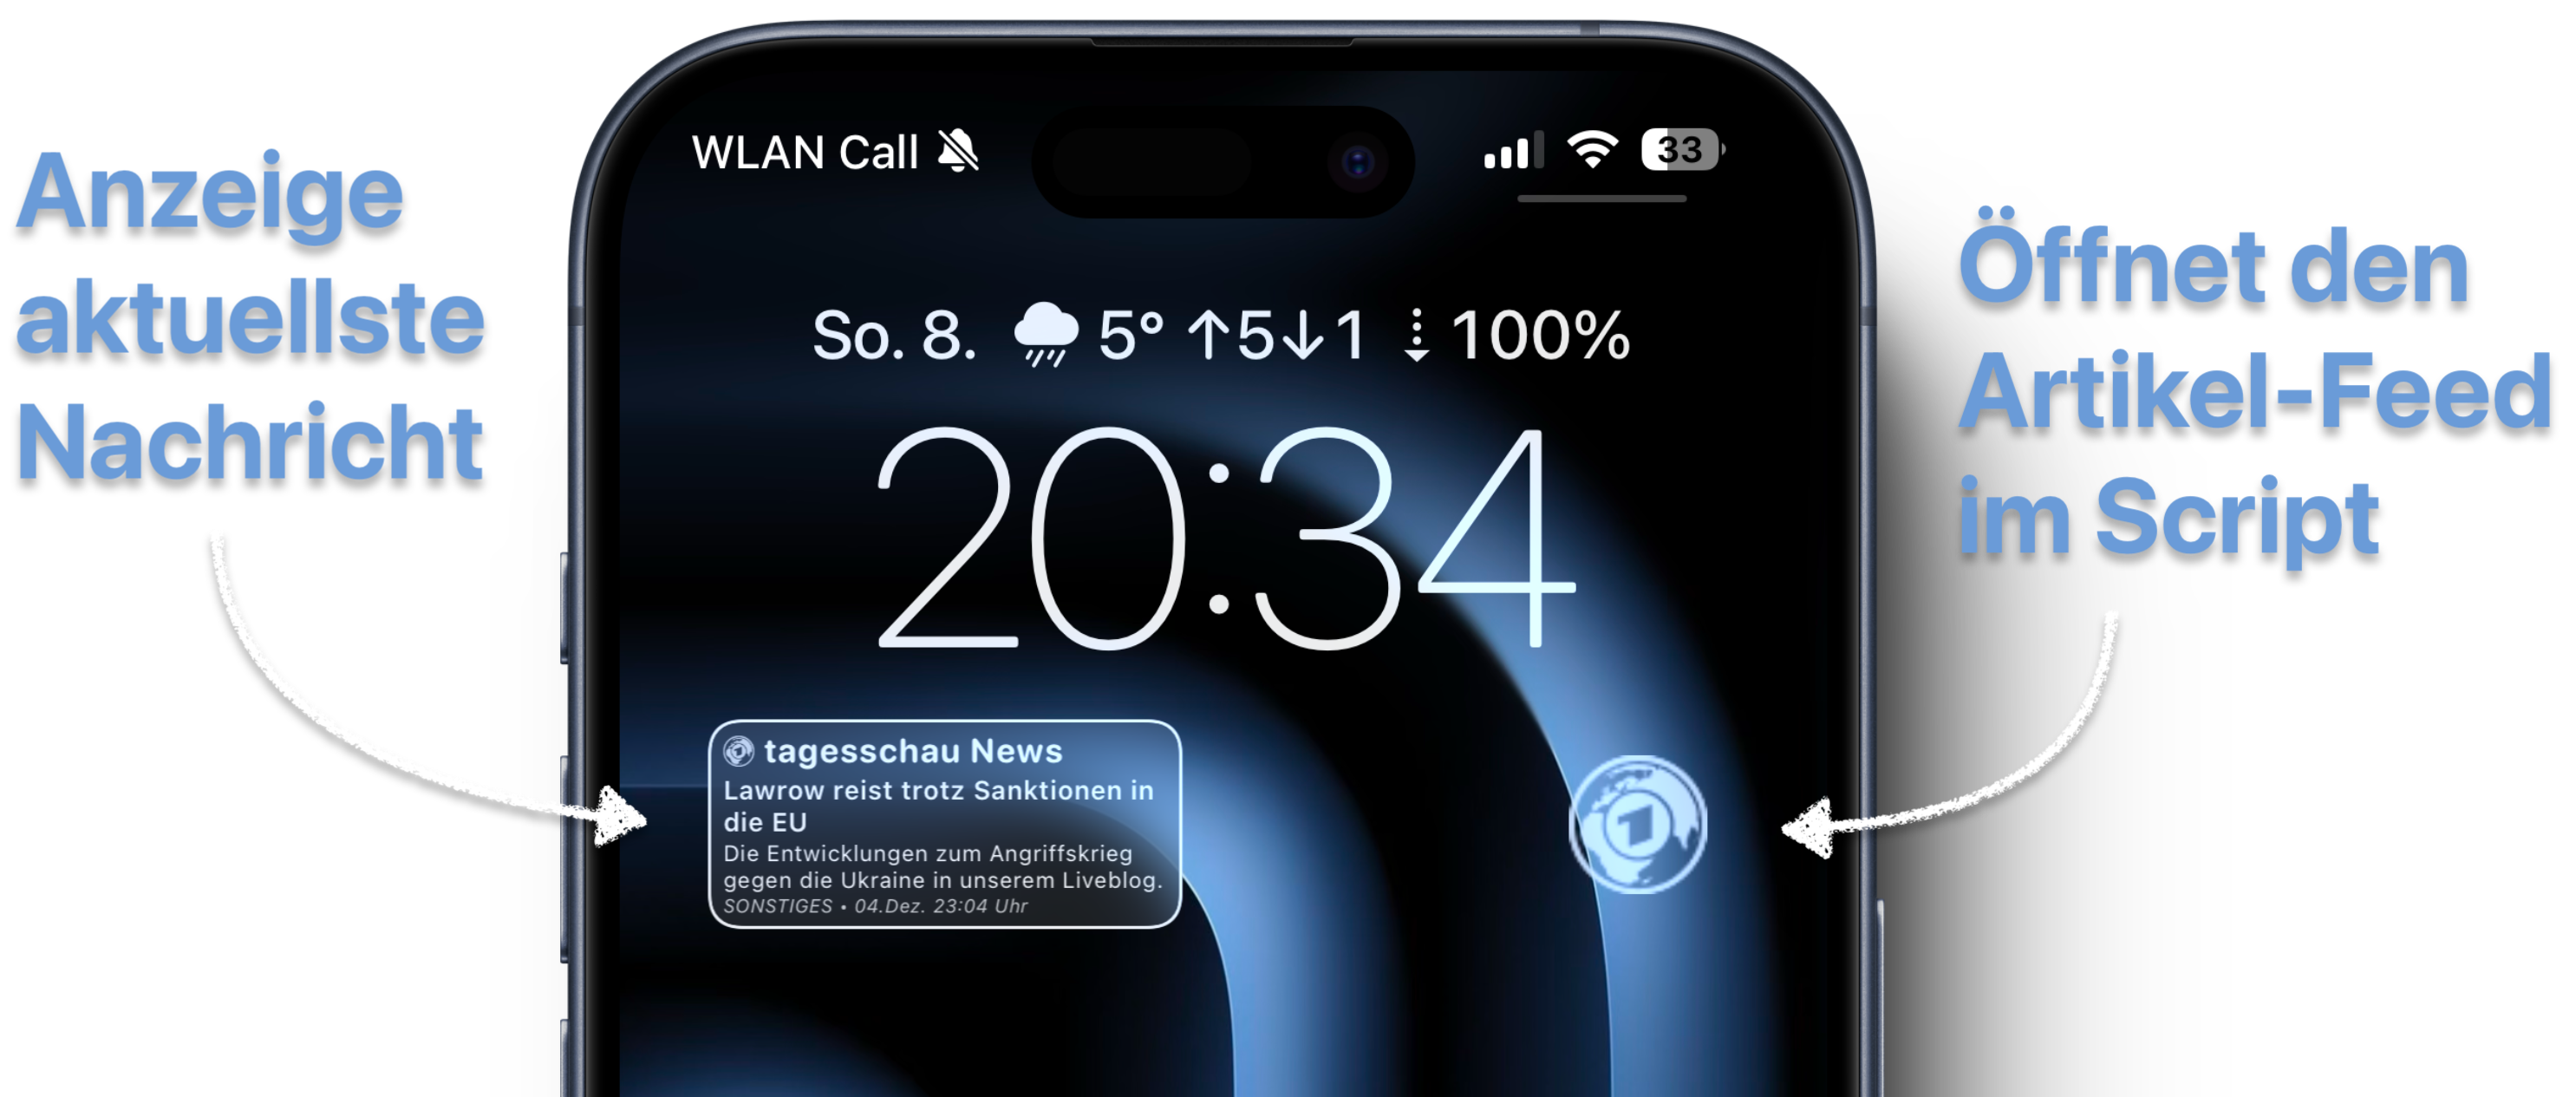 Anzeige
aktuellste
Nachricht
WLAN Call
33
So. 8. 5° ↑5↓1 100%
20:34
tagesschau News
Lawrow reist trotz Sanktionen in
die EU
Die Entwicklungen zum Angriffskrieg
gegen die Ukraine in unserem Liveblog.
SONSTIGES • 04.Dez. 23:04 Uhr
1
Öffnet den
Artikel-Feed
im Script